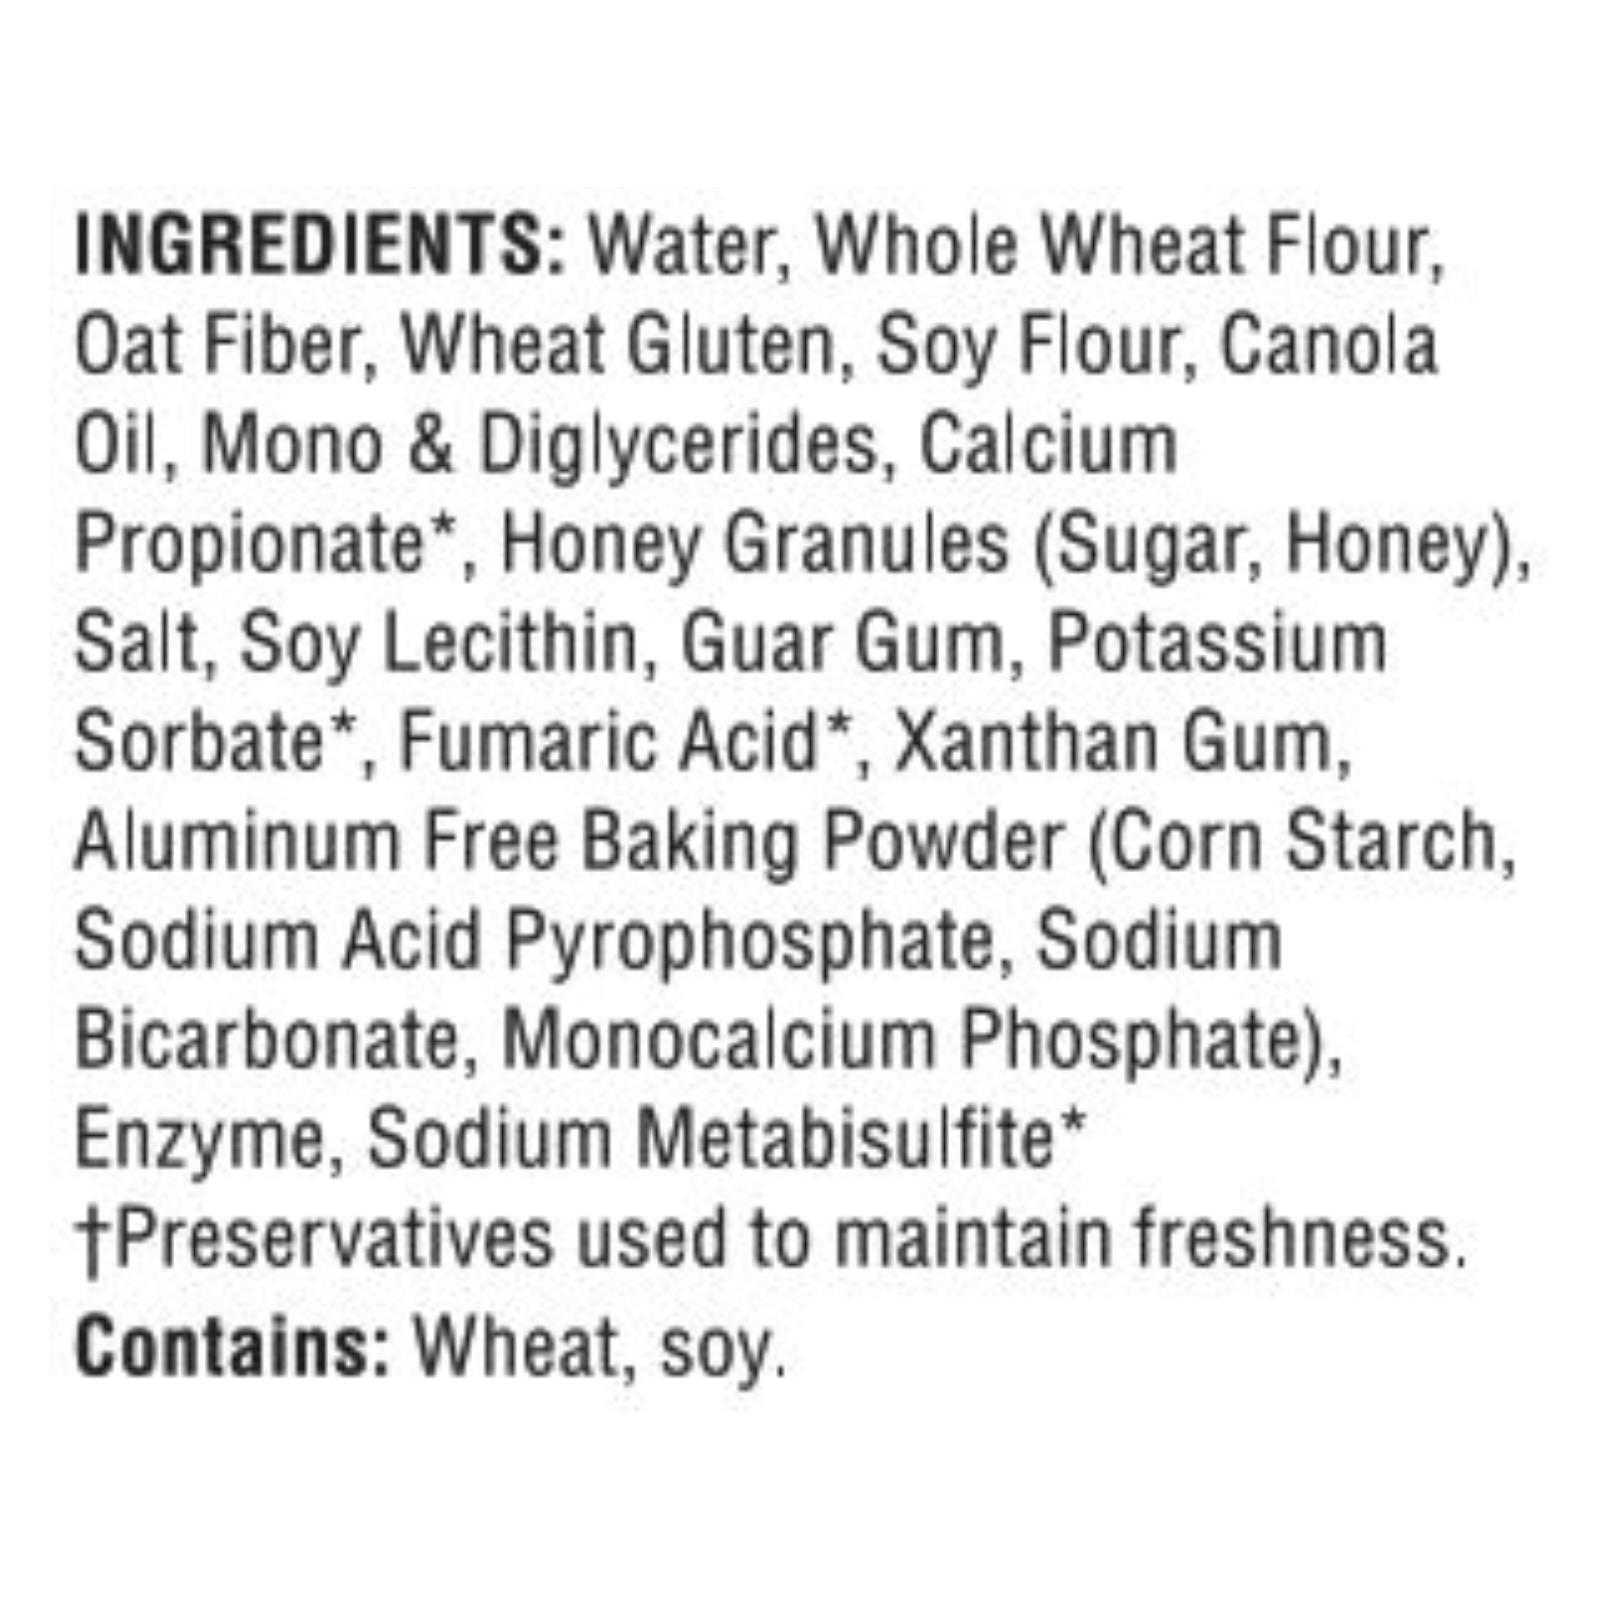 INGREDIENTS: Water, Whole Wheat Flour,
Oat Fiber, Wheat Gluten, Soy Flour, Canola
Oil, Mono & Diglycerides, Calcium
Propionate*, Honey Granules (Sugar, Honey),
Salt, Soy Lecithin, Guar Gum, Potassium
Sorbate*, Fumaric Acid*, Xanthan Gum,
Aluminum Free Baking Powder (Corn Starch,
Sodium Acid Pyrophosphate, Sodium
Bicarbonate, Monocalcium Phosphate),
Enzyme, Sodium Metabisulfite*
†Preservatives used to maintain freshness.
Contains: Wheat, soy.